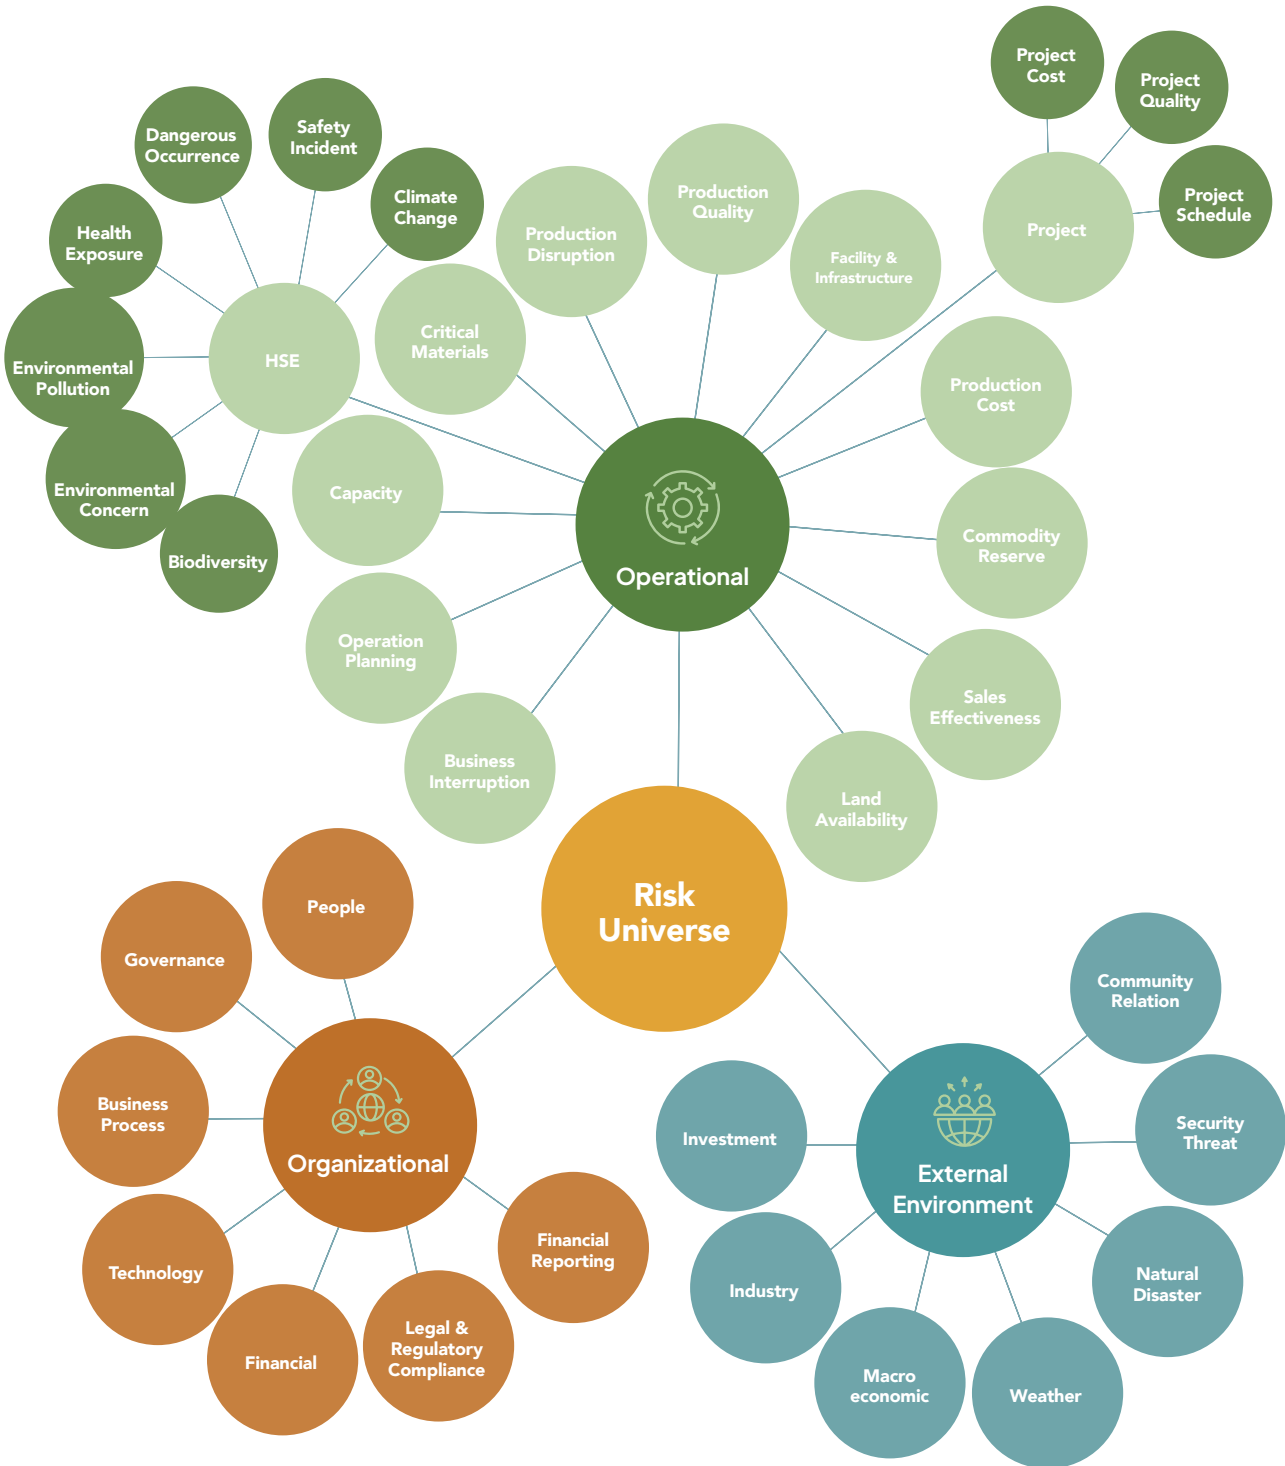 Project
Cost
Project
Quality
Project
Schedule
Project
Safety
Incident
Dangerous
Occurrence
Climate
Change
Health
Exposure
Environmental
Pollution
Environmental
Concern
Biodiversity
HSE
Production
Disruption
Production
Quality
Facility &
Infrastructure
Critical
Materials
Production
Cost
Capacity
Commodity
Reserve
Operational
Operation
Planning
Sales
Effectiveness
Business
Interruption
Land
Availability
Risk
Universe
People
Governance
Business
Process
Organizational
Technology
Financial
Legal &
Regulatory
Compliance
Financial
Reporting
Community
Relation
Security
Threat
Investment
External
Environment
Industry
Natural
Disaster
Macro
economic
Weather